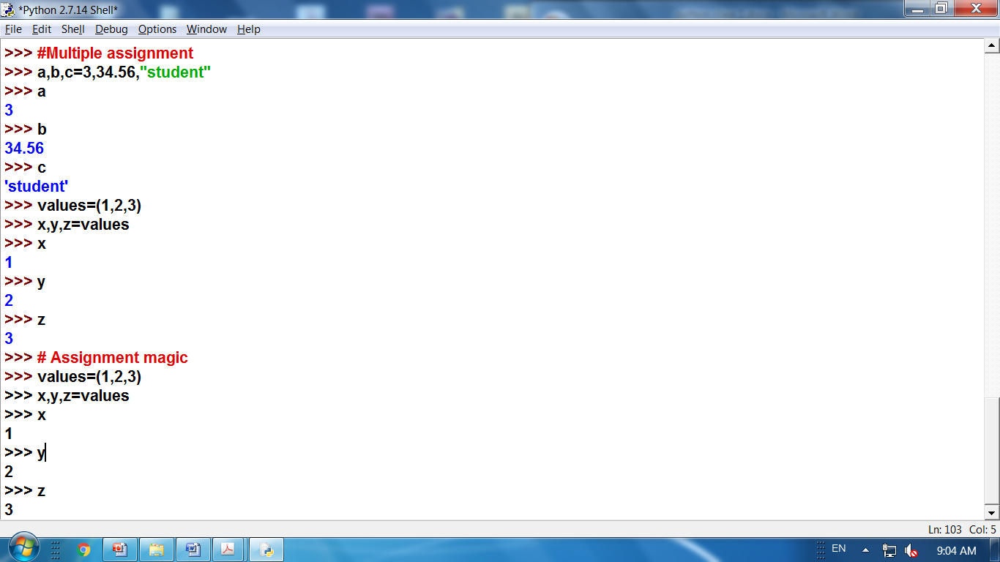 *Python 2.7.14 Shell*
File Edit Shell Debug Options Window Help
>>> #Multiple assignment
>>> a,b,c=3,34.56,"student"
>>> a
3
>>> b
34.56
>>> c
'student'
>>> values=(1,2,3)
>>> x,y,z=values
>>> x
1
>>> y
2
>>> z
3
>>> # Assignment magic
>>> values=(1,2,3)
>>> x,y,z=values
>>> x
1
>>> y
2
>>> z
3
Ln: 103 Col: 5
EN 9:04 AM